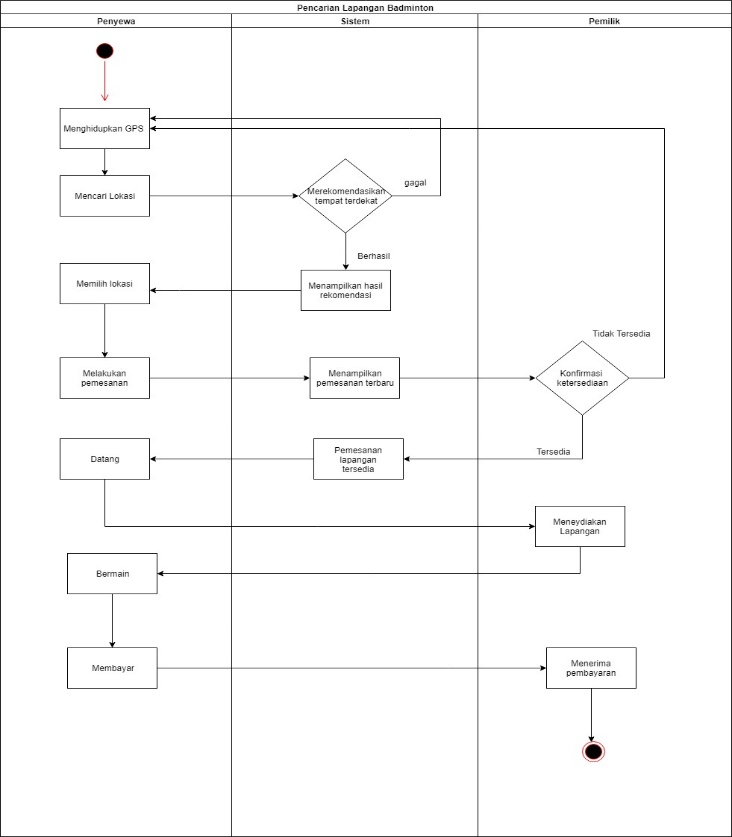 Pencarian Lapangan Badminton
Penyewa
Sistem
Pemilik
Menghidupkan GPS
Mencari Lokasi
Merekomendasikan
tempat terdekat
gagal
Berhasil
Memilih lokasi
Menampilkan hasil
rekomendasi
Tidak Tersedia
Melakukan
pemesanan
Menampilkan
pemesanan terbaru
Konfirmasi
ketersediaan
Datang
Pemesanan
lapangan
tersedia
Tersedia
Meneydiakan
Lapangan
Bermain
Membayar
Menerima
pembayaran